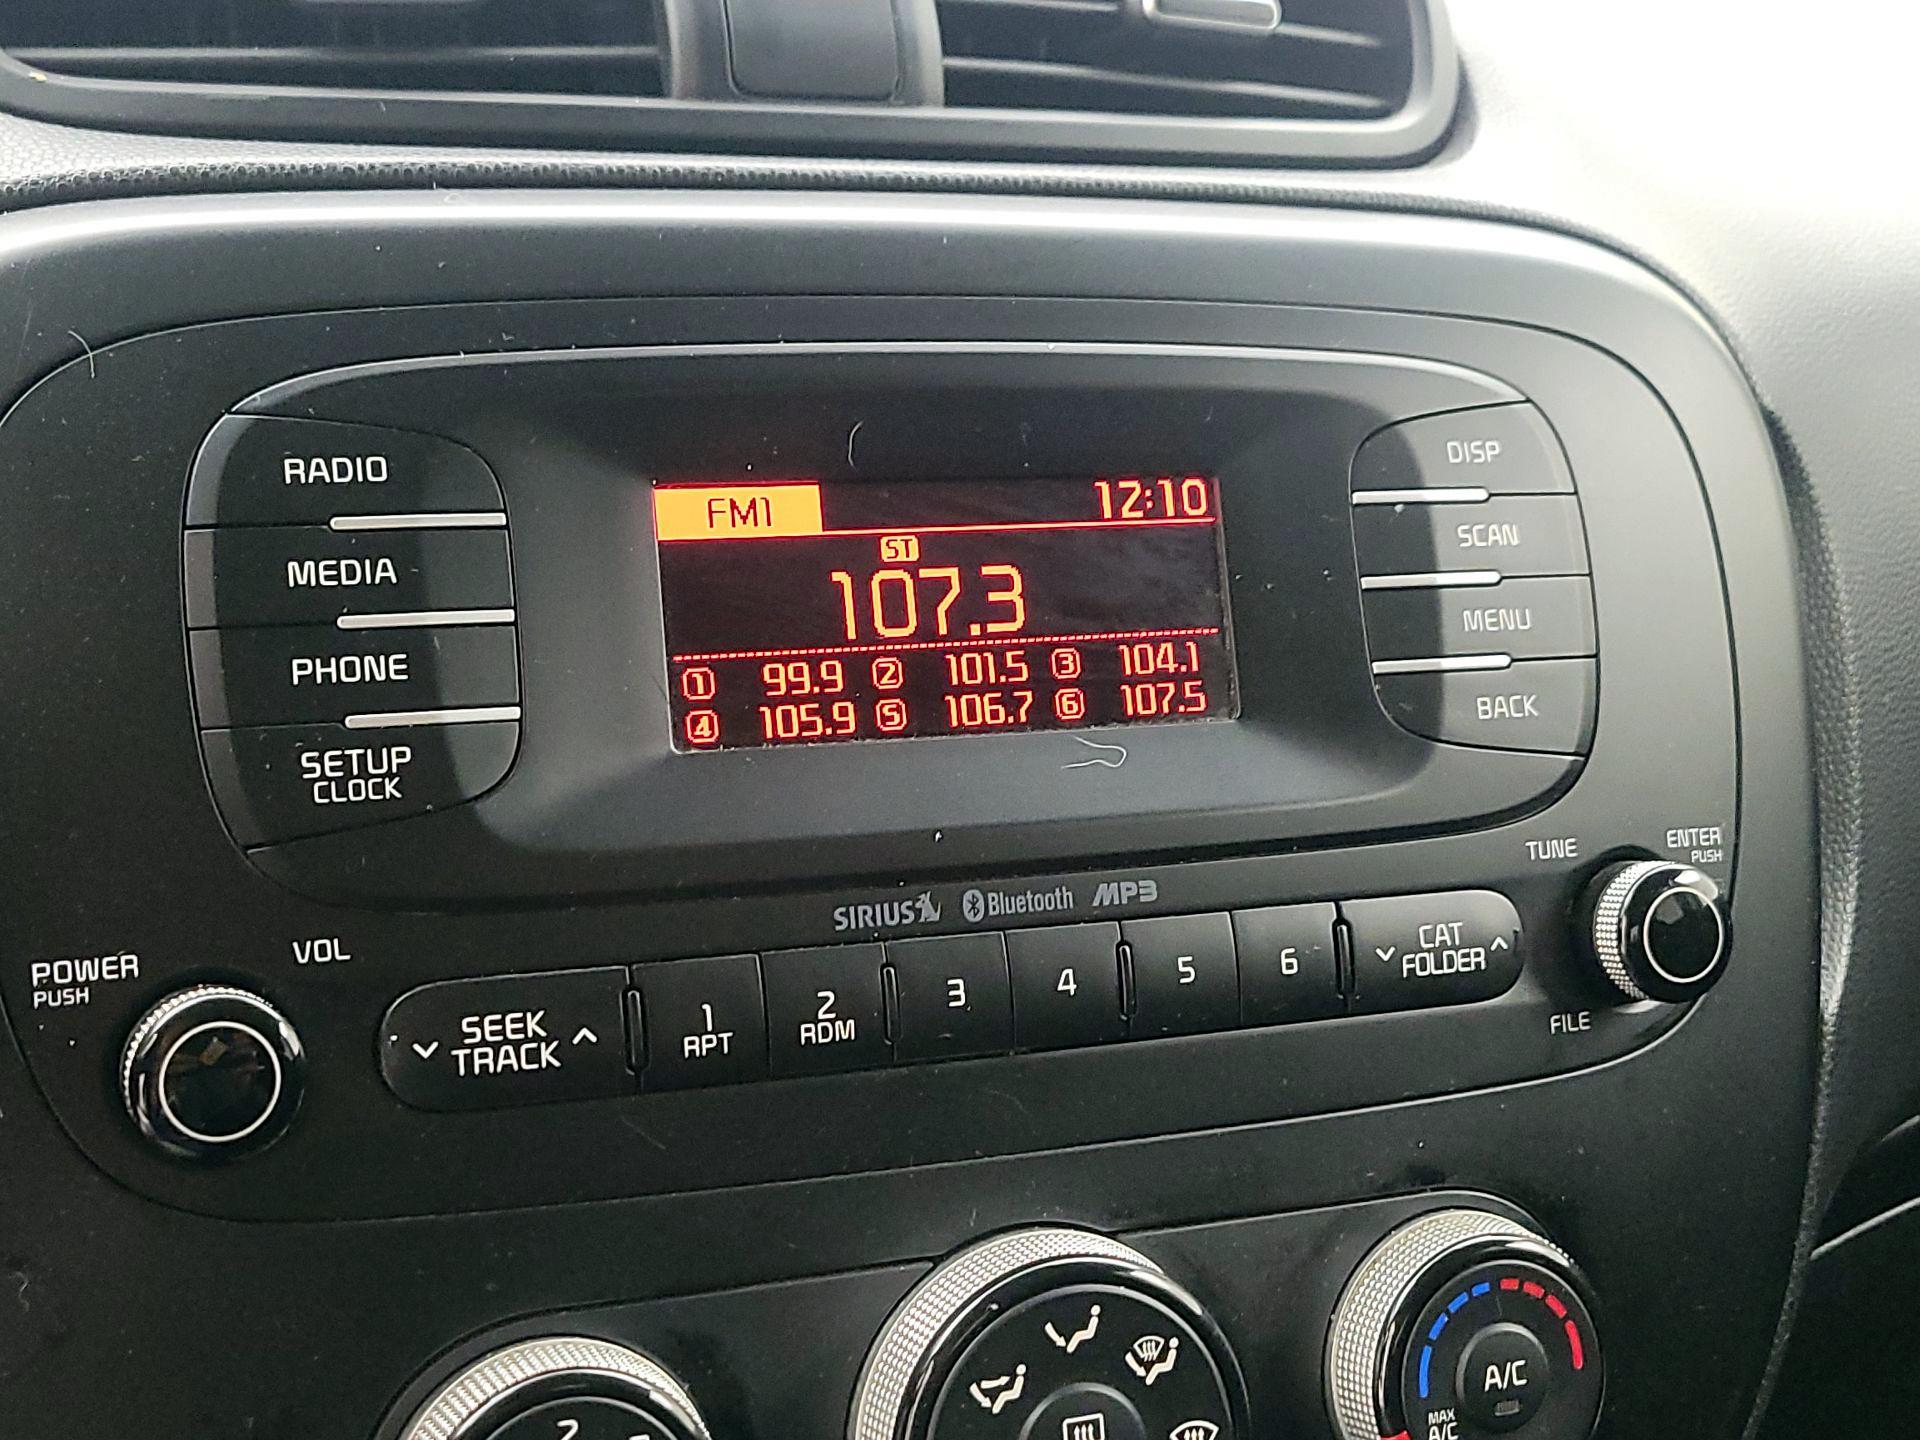 RADIO
MEDIA
PHONE
SETUP
CLOCK
FM1 12:10
ST
107.3
1 99.9 2 101.5 3 104.1
4 105.9 5 106.7 6 107.5
DISP
SCAN
MENU
BACK
SIRIUS Bluetooth MP3
POWER
PUSH
VOL
SEEK
TRACK
1
RPT
2
RDM
3
4
5
6
CAT
FOLDER
TUNE
ENTER
PUSH
FILE
2
A/C
MAX
A/C